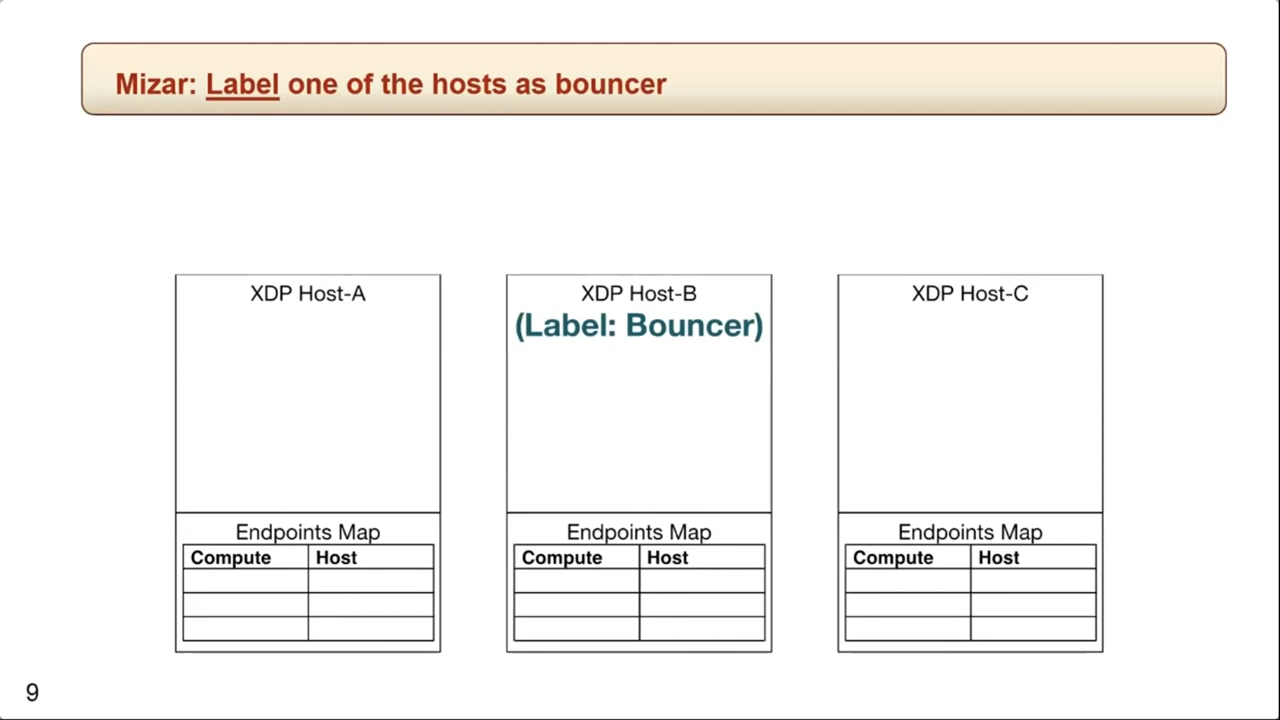 Mizar: Label one of the hosts as bouncer
XDP Host-A
Endpoints Map
Compute Host
XDP Host-B
(Label: Bouncer)
Endpoints Map
Compute Host
XDP Host-C
Endpoints Map
Compute Host
9